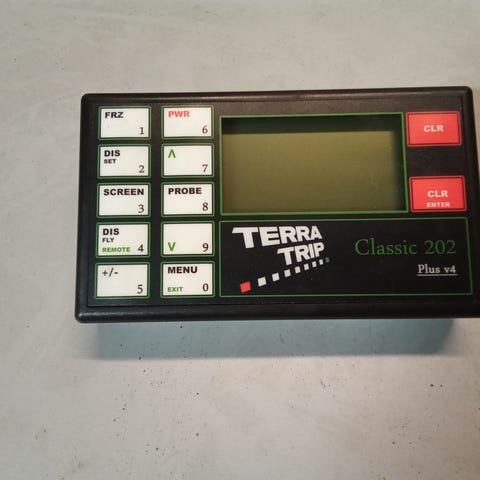 FRZ
1
PWR
6
DIS
SET
2
Λ
7
SCREEN
3
PROBE
8
DIS
FLY
REMOTE 4
V
9
+/-
5
MENU
EXIT 0
CLR
CLR
ENTER
TERRA
TRIP
Classic 202
Plus v4